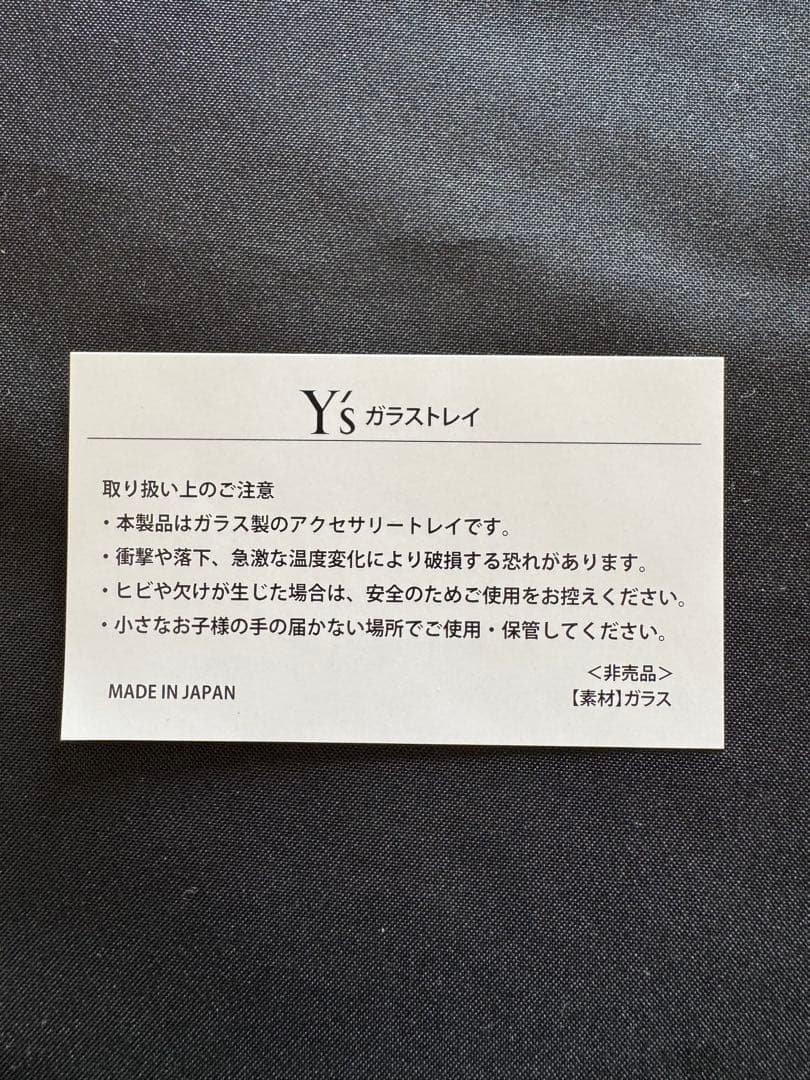 Y's ガラストレイ
取り扱い上のご注意
・本製品はガラス製のアクセサリートレイです。
・衝撃や落下、急激な温度変化により破損する恐れがあります。
・ヒビや欠けが生じた場合は、安全のためご使用をお控えください。
・小さなお子様の手の届かない場所でご使用・保管してください。
＜非売品＞
MADE IN JAPAN
【素材】ガラス